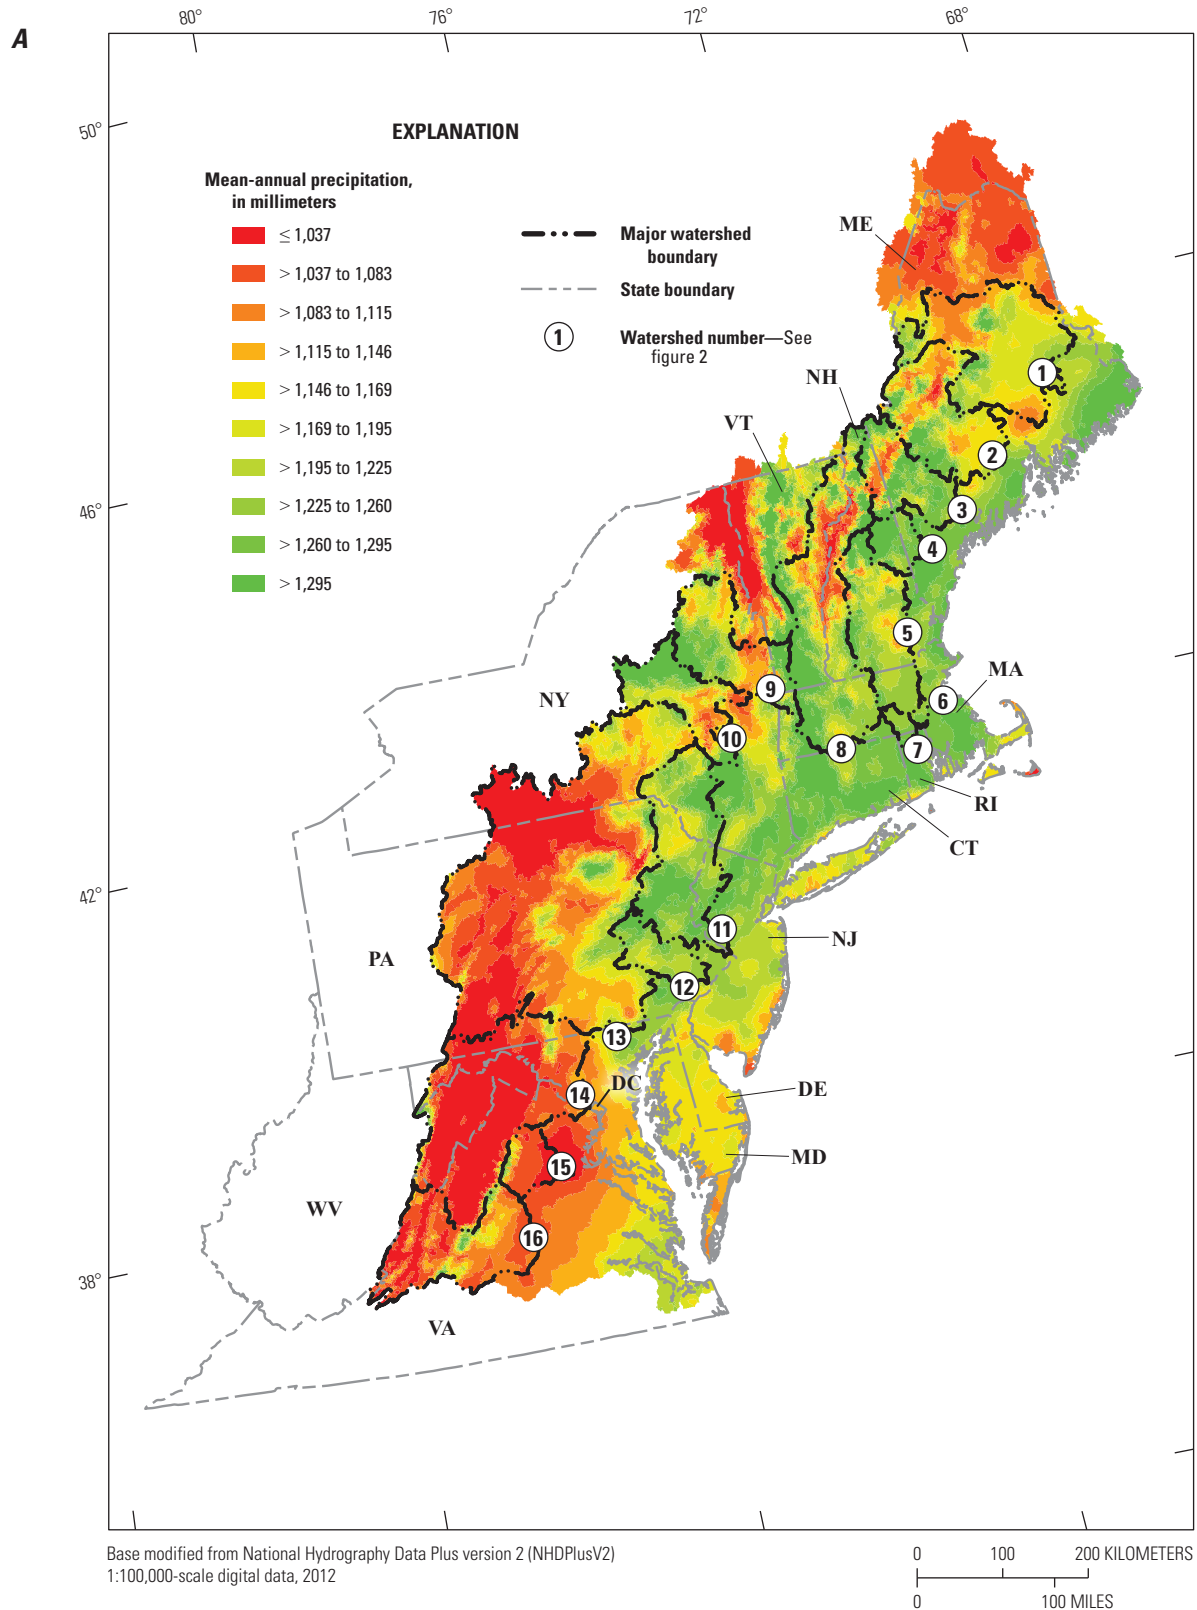 A
80°
76°
72°
68°
50°
46°
42°
38°
EXPLANATION
Mean-annual precipitation,
in millimeters
≤ 1,037
> 1,037 to 1,083
> 1,083 to 1,115
> 1,115 to 1,146
> 1,146 to 1,169
> 1,169 to 1,195
> 1,195 to 1,225
> 1,225 to 1,260
> 1,260 to 1,295
> 1,295
Major watershed
boundary
State boundary
1
Watershed number—See
figure 2
ME
NH
VT
NY
MA
RI
CT
NJ
PA
DC
DE
MD
WV
VA
1
2
3
4
5
6
7
8
9
10
11
12
13
14
15
16
Base modified from National Hydrography Data Plus version 2 (NHDPlusV2)
1:100,000-scale digital data, 2012
0 100 200 KILOMETERS
0 100 MILES